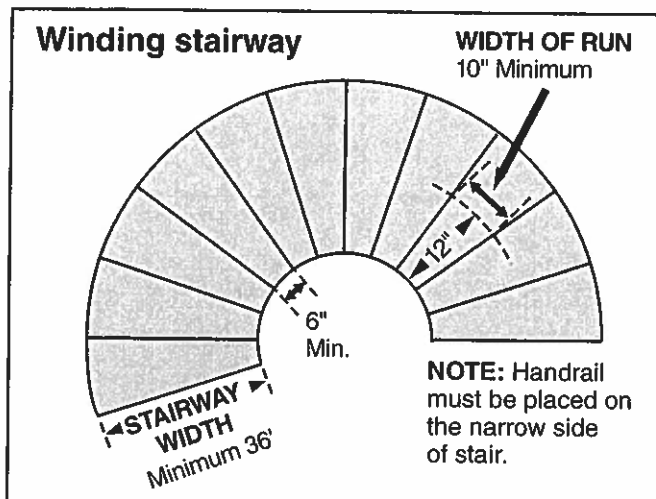 Winding stairway
WIDTH OF RUN
10" Minimum
12"
6"
Min.
STAIRWAY
WIDTH
Minimum 36'
NOTE: Handrail
must be placed on
the narrow side
of stair.